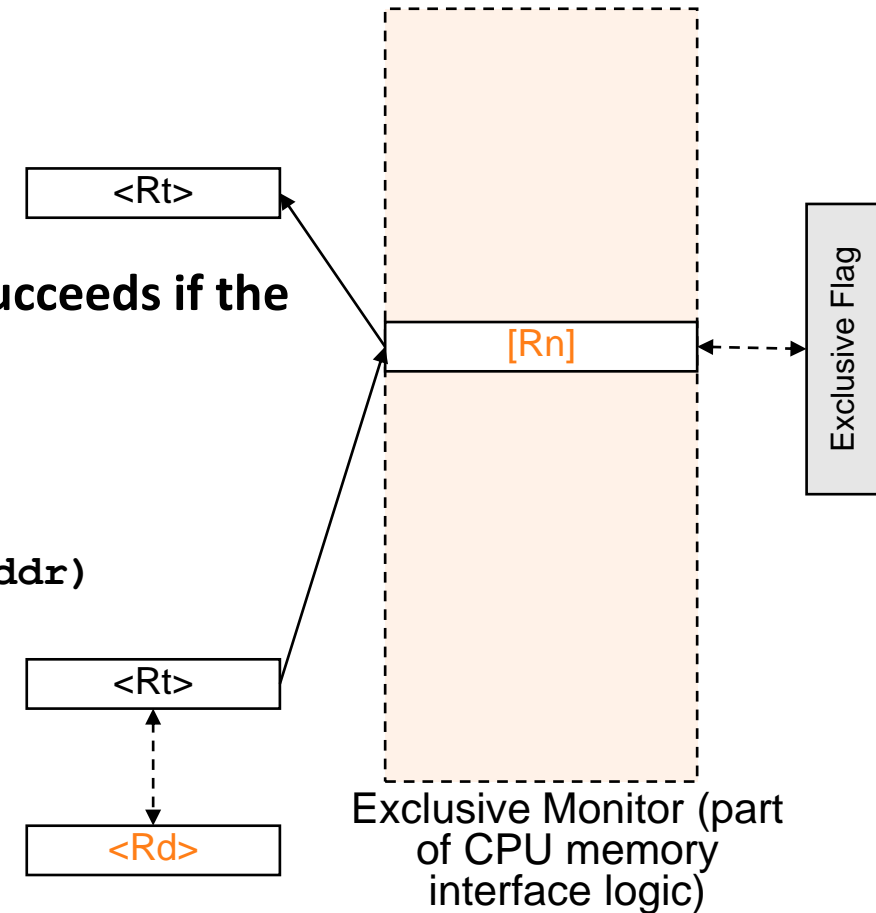 <Rt>
ucceeds if the
[Rn]
Exclusive Flag
ddr)
<Rt>
<Rd>
Exclusive Monitor (part
of CPU memory
interface logic)